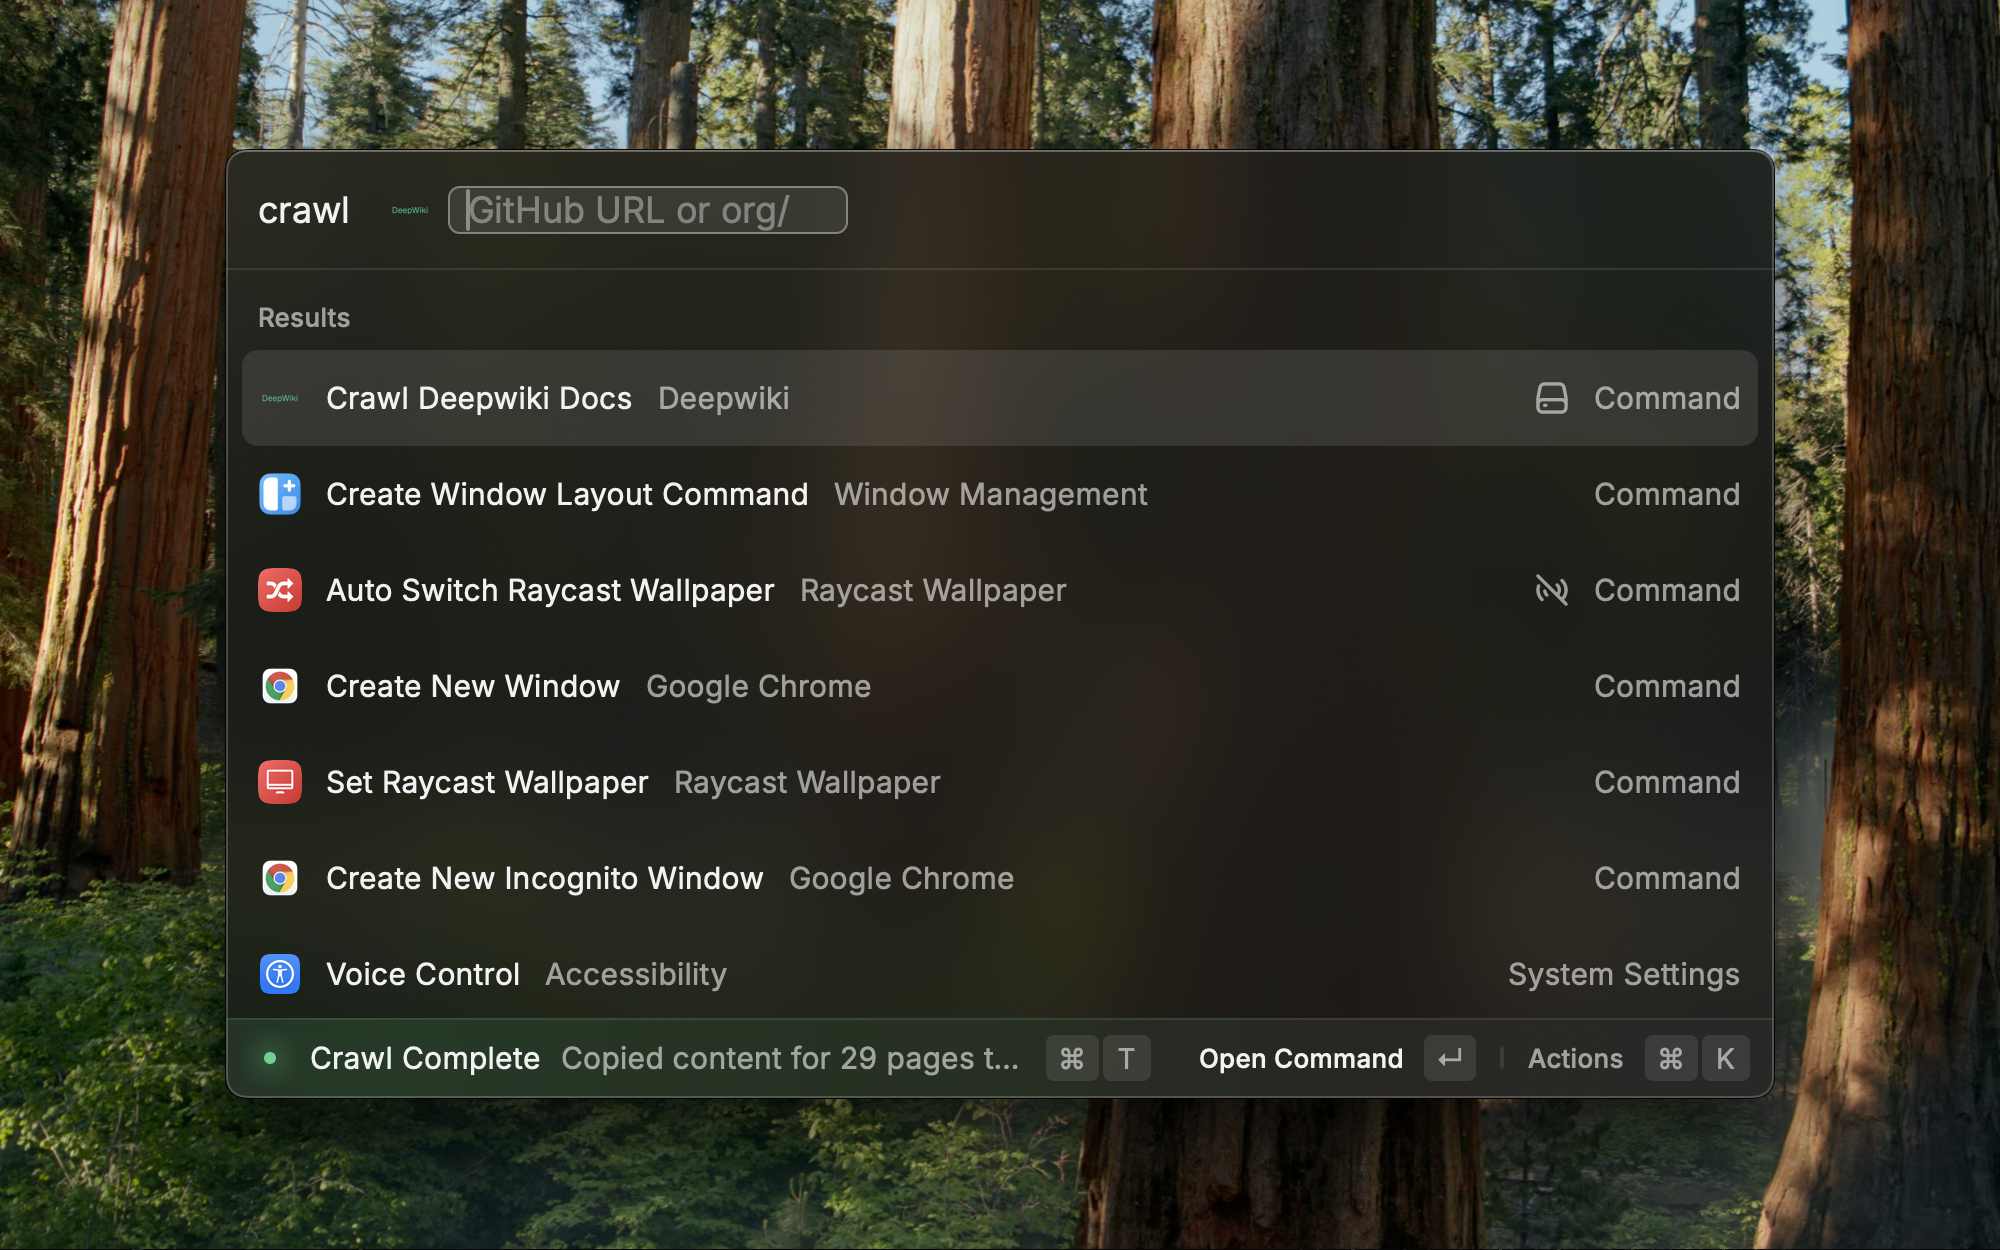 crawl DeepWiki GitHub URL or org/
Results
DeepWiki Crawl Deepwiki Docs Deepwiki Command
Create Window Layout Command Window Management Command
Auto Switch Raycast Wallpaper Raycast Wallpaper Command
Create New Window Google Chrome Command
Set Raycast Wallpaper Raycast Wallpaper Command
Create New Incognito Window Google Chrome Command
Voice Control Accessibility System Settings
Crawl Complete Copied content for 29 pages t... ⌘ T Open Command ↵ Actions ⌘ K